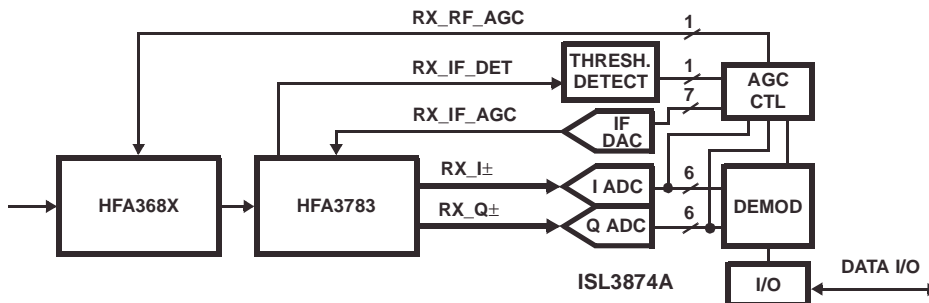 RX_RF_AGC
1
RX_IF_DET
THRESH.
DETECT
1
AGC
CTL
RX_IF_AGC
IF
DAC
7
HFA368X
HFA3783
RX_I±
I ADC
6
DEMOD
RX_Q±
Q ADC
6
ISL3874A
I/O
DATA I/O